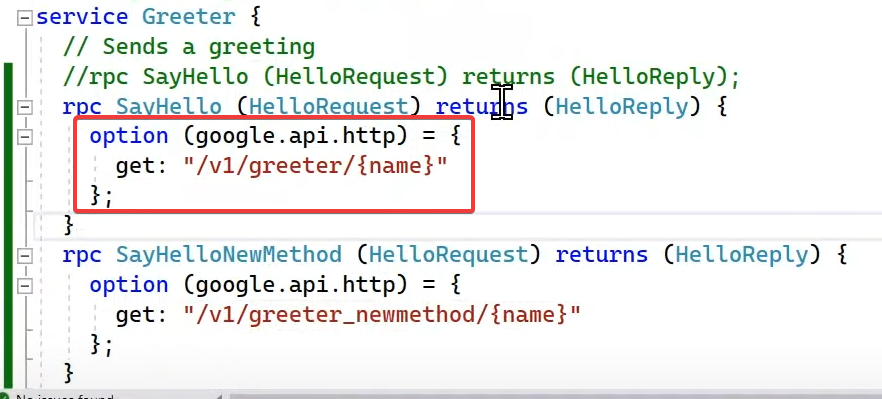 service Greeter {
// Sends a greeting
//rpc SayHello (HelloRequest) returns (HelloReply);
rpc SayHello (HelloRequest) returns (HelloReply) {
option (google.api.http) = {
get: "/v1/greeter/{name}"
};
}
rpc SayHelloNewMethod (HelloRequest) returns (HelloReply) {
option (google.api.http) = {
get: "/v1/greeter_newmethod/{name}"
};
}
No issues found